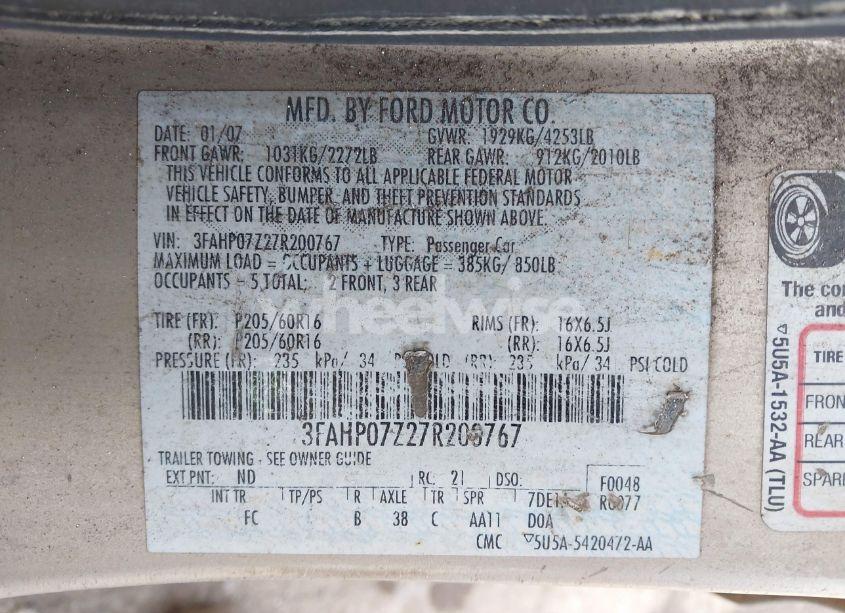 MFD. BY FORD MOTOR CO.
DATE: 01/07 GVWR: 1929KG/4253LB
FRONT GAWR: 1031KG/2272LB REAR GAWR: 912KG/2010LB
THIS VEHICLE CONFORMS TO ALL APPLICABLE FEDERAL MOTOR
VEHICLE SAFETY, BUMPER, AND THEFT PREVENTION STANDARDS
IN EFFECT ON THE DATE OF MANUFACTURE SHOWN ABOVE.
VIN: 3FAHP07Z27R200767 TYPE: Passenger Car
MAXIMUM LOAD = OCCUPANTS + LUGGAGE = 385KG/ 850LB
OCCUPANTS - 5 TOTAL: 2 FRONT, 3 REAR
wheelwise
TIRE (FR): P205/60R16 RIMS (FR): 16X6.5J
(RR): P205/60R16 (RR): 16X6.5J
PRESSURE (FR): 235 kPa/ 34 COLD (RR): 235 kPa/ 34 PSI COLD
3FAHP07Z27R200767
TRAILER TOWING - SEE OWNER GUIDE
EXT PNT: ND RC: 21 DSO: F0048
INT TR TP/PS R AXLE TR SPR
FC B 38 C AA11 DOA
CMC ▽5U5A-5420472-AA
The
and
TIRE
FRON
REAR
SPAR
▽5U5A-1532-AA (TLU)